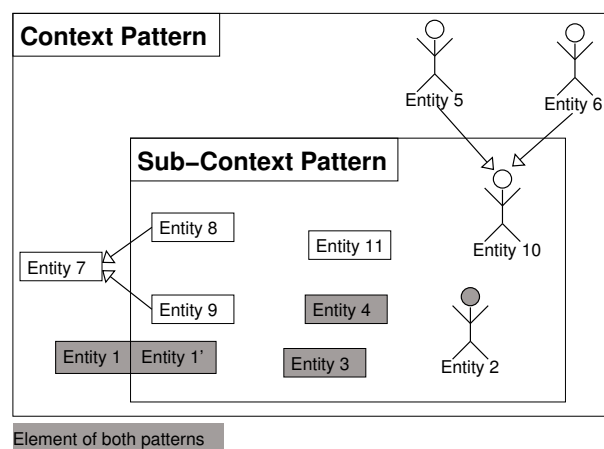 Context Pattern
Entity 5
Entity 6
Sub−Context Pattern
Entity 8
Entity 11
Entity 10
Entity 7
Entity 9
Entity 4
Entity 1
Entity 1’
Entity 3
Entity 2
Element of both patterns